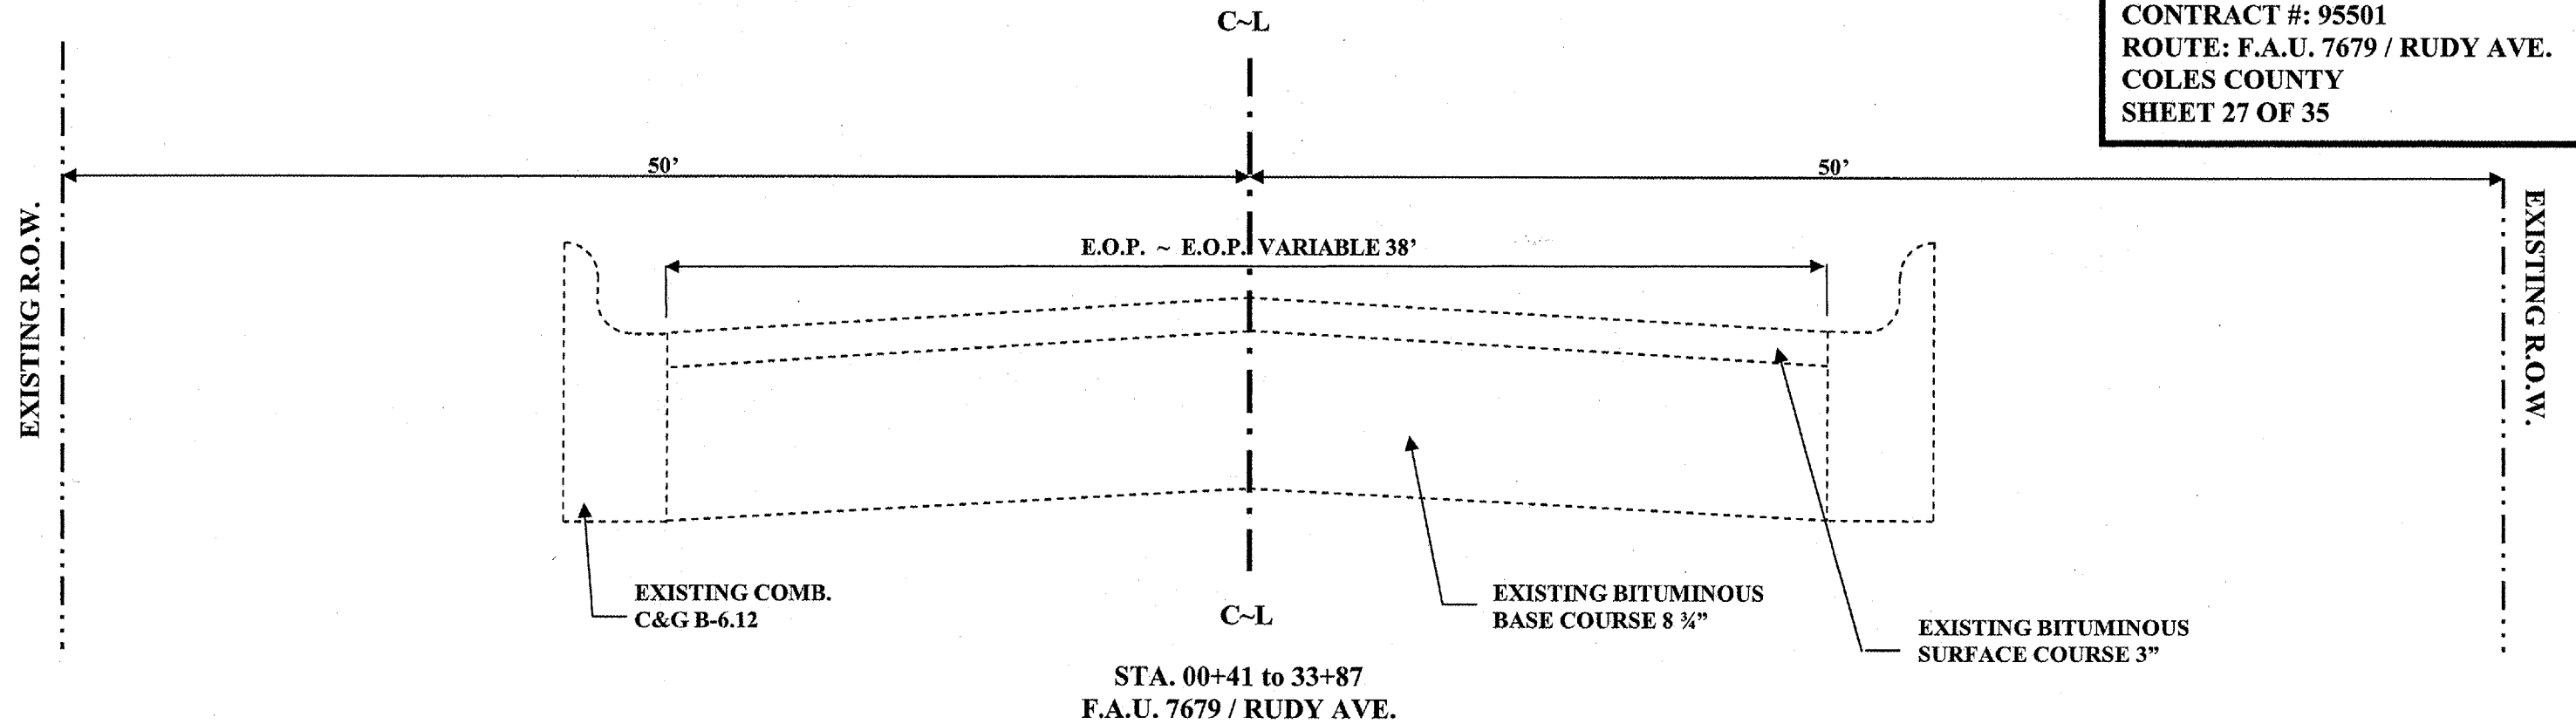 CONTRACT #: 95501
ROUTE: F.A.U. 7679 / RUDY AVE.
COLES COUNTY
SHEET 27 OF 35
C~L
50’
50’
EXISTING R.O.W.
EXISTING R.O.W.
E.O.P. ~ E.O.P. VARIABLE 38’
EXISTING COMB.
C&G B-6.12
C~L
EXISTING BITUMINOUS
BASE COURSE 8 ¾”
EXISTING BITUMINOUS
SURFACE COURSE 3”
STA. 00+41 to 33+87
F.A.U. 7679 / RUDY AVE.